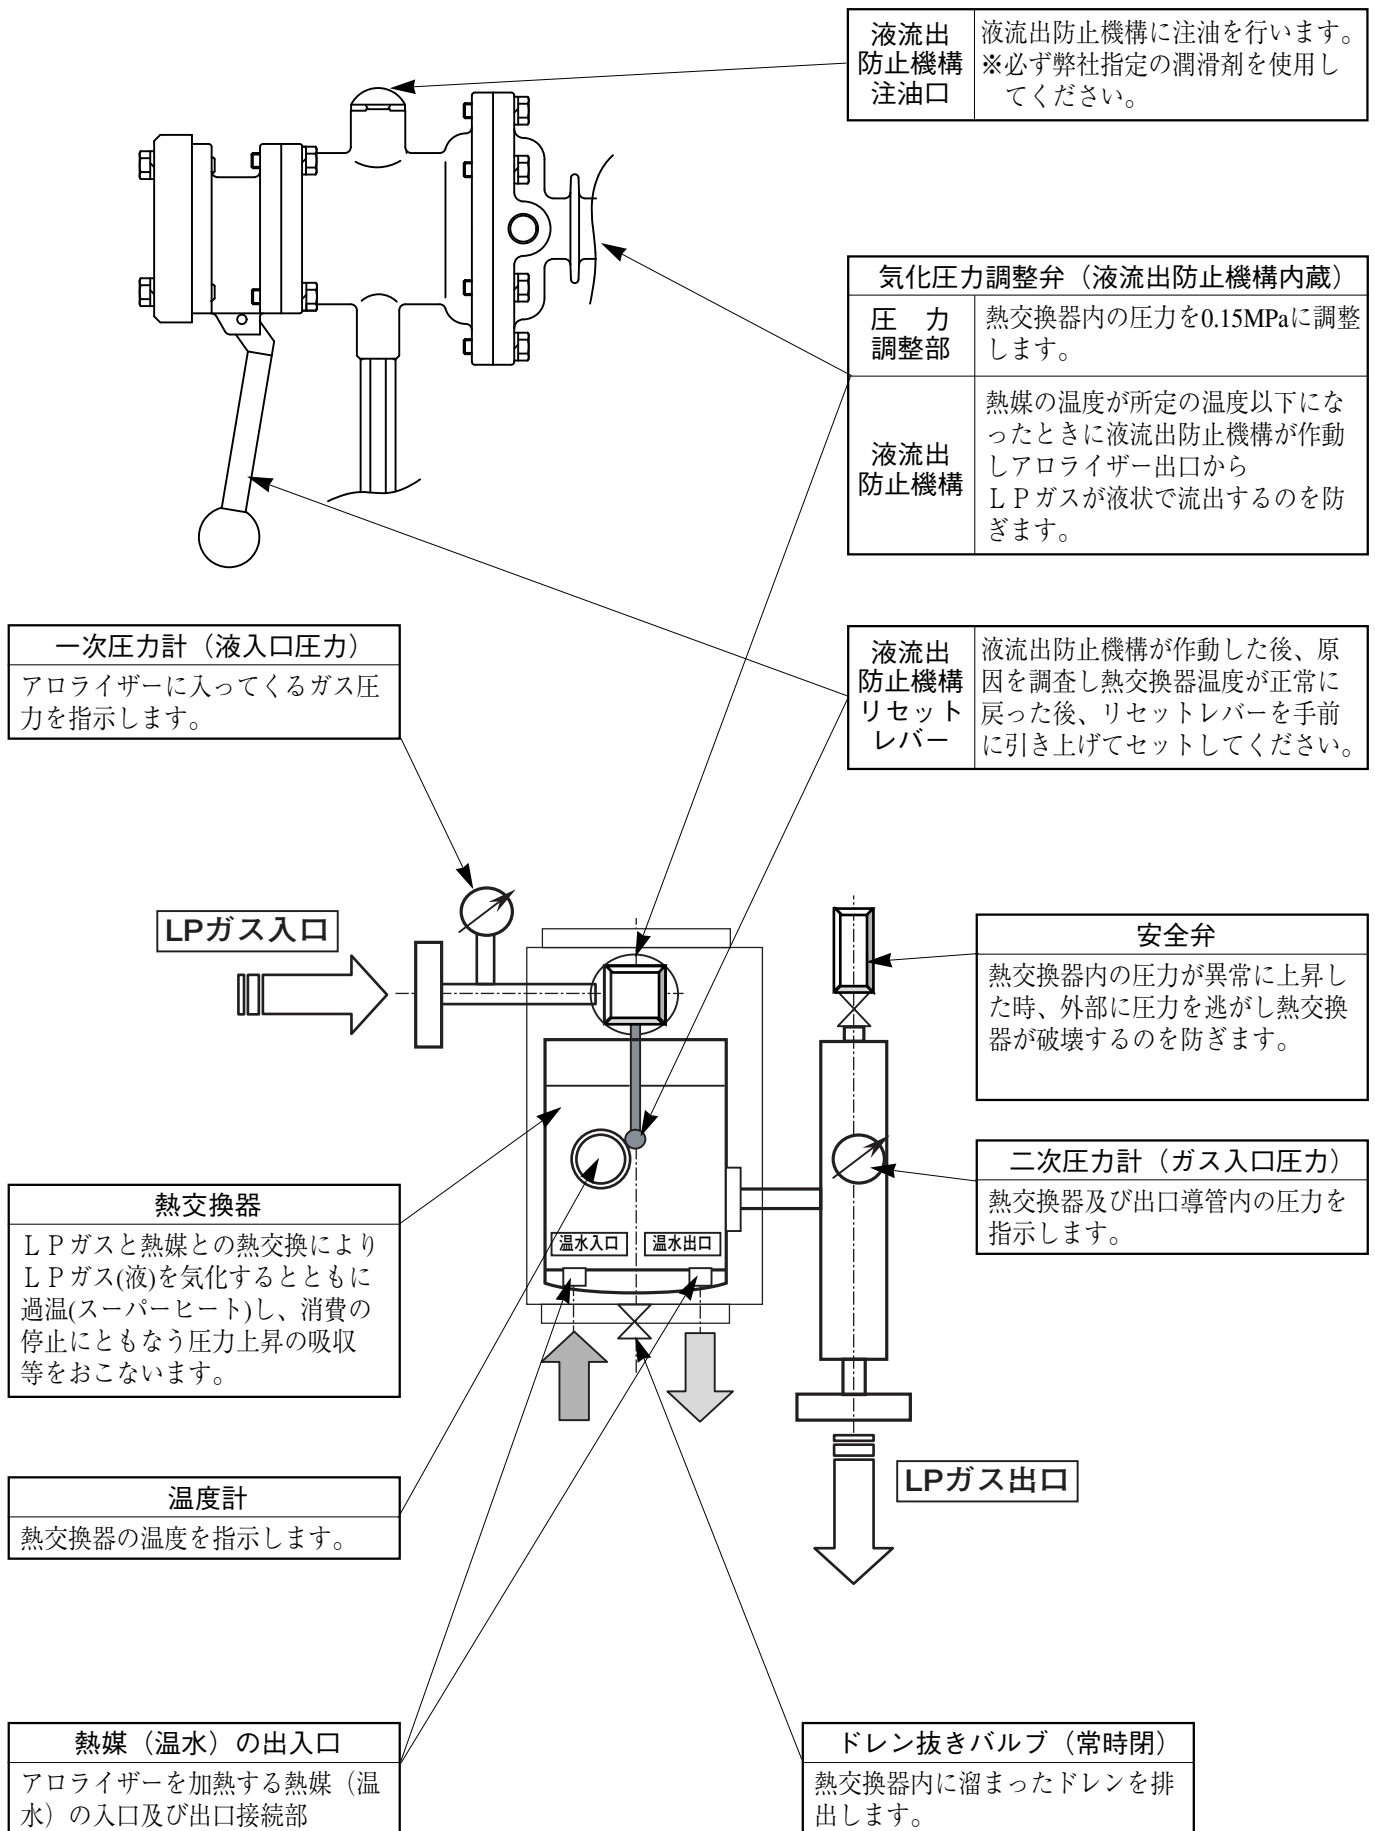 液流出
防止機構
注油口
液流出防止機構に注油を行います。
※必ず弊社指定の潤滑剤を使用し
てください。
気化圧力調整弁（液流出防止機構内蔵）
圧　力
調整部
熱交換器内の圧力を0.15MPaに調整
します。
液流出
防止機構
熱媒の温度が所定の温度以下にな
ったときに液流出防止機構が作動
しアロライザー出口から
ＬＰガスが液状で流出するのを防
ぎます。
一次圧力計（液入口圧力）
アロライザーに入ってくるガス圧
力を指示します。
液流出
防止機構
リセット
レバー
液流出防止機構が作動した後、原
因を調査し熱交換器温度が正常に
戻った後、リセットレバーを手前
に引き上げてセットしてください。
LPガス入口
安全弁
熱交換器内の圧力が異常に上昇し
た時、外部に圧力を逃がし熱交換
器が破壊するのを防ぎます。
二次圧力計（ガス入口圧力）
熱交換器及び出口導管内の圧力を
指示します。
熱交換器
ＬＰガスと熱媒との熱交換により
ＬＰガス(液)を気化するとともに
過温(スーパーヒート)し、消費の
停止にともなう圧力上昇の吸収
等をおこないます。
温水入口
温水出口
LPガス出口
温度計
熱交換器の温度を指示します。
熱媒（温水）の出入口
アロライザーを加熱する熱媒（温
水）の入口及び出口接続部
ドレン抜きバルブ（常時閉）
熱交換器内に溜まったドレンを排
出します。